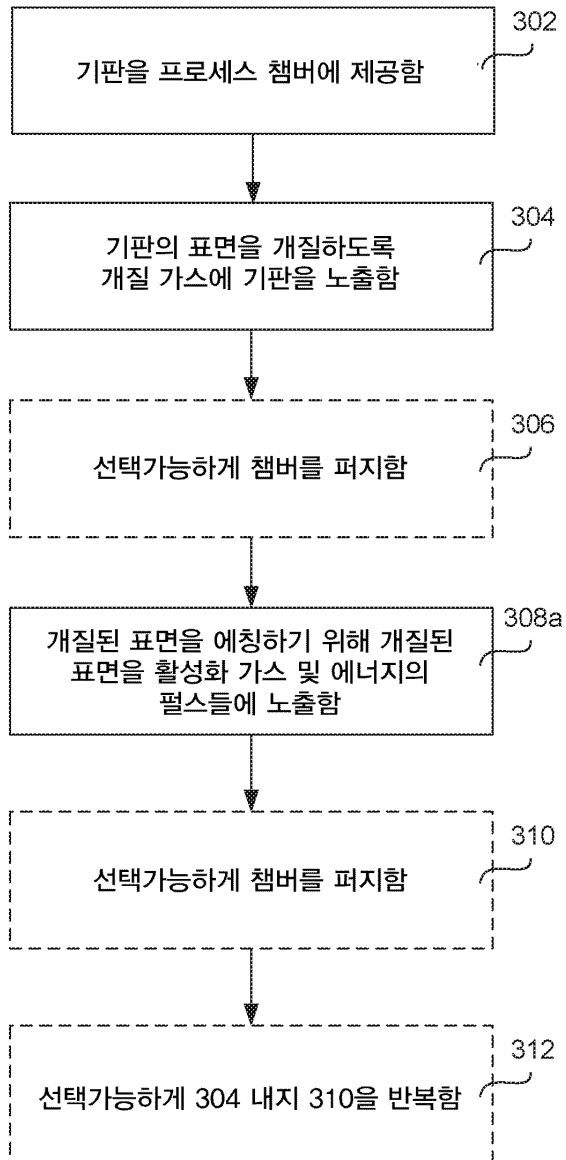 302
기판을 프로세스 챔버에 제공함
304
기판의 표면을 개질하도록
개질 가스에 기판을 노출함
306
선택가능하게 챔버를 퍼지함
308a
개질된 표면을 에칭하기 위해 개질된
표면을 활성화 가스 및 에너지의
펄스들에 노출함
310
선택가능하게 챔버를 퍼지함
312
선택가능하게 304 내지 310을 반복함